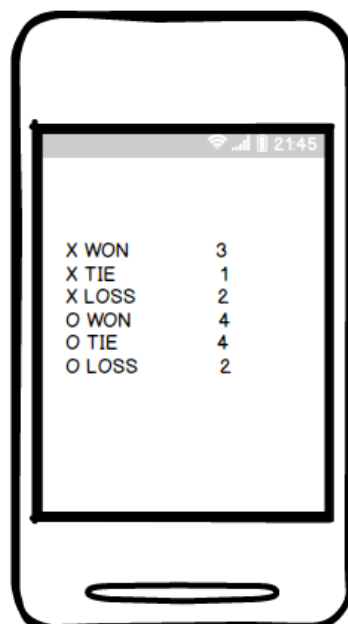 21:45
X WON 3
X TIE 1
X LOSS 2
O WON 4
O TIE 4
O LOSS 2